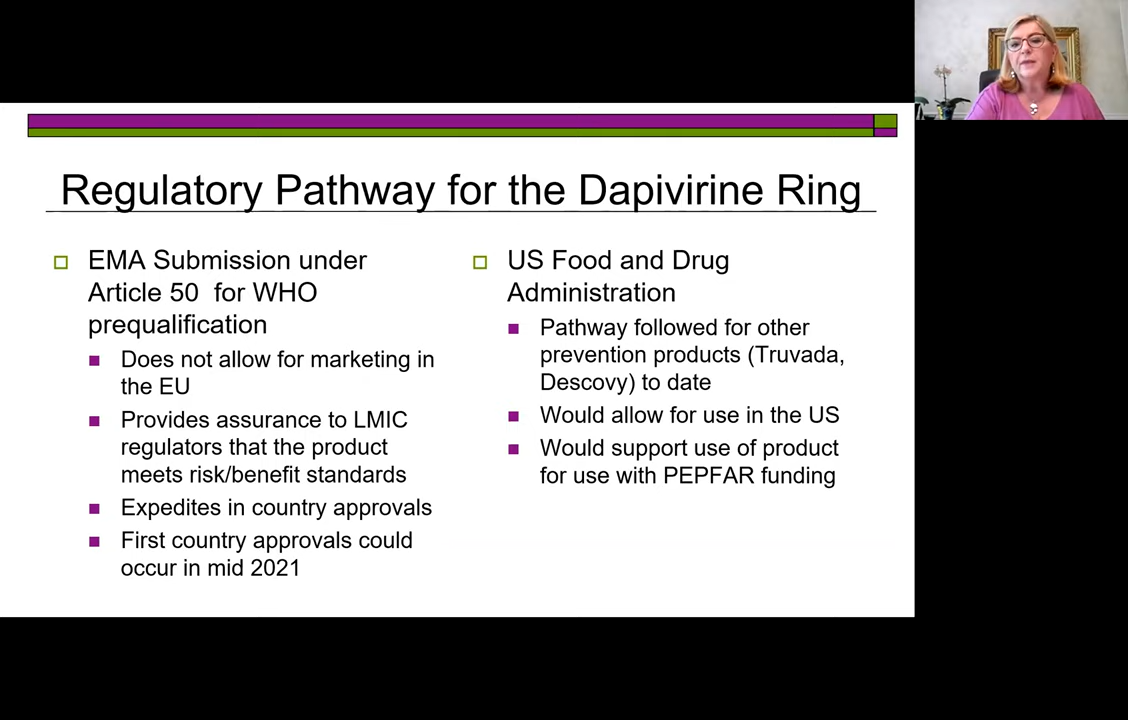 Regulatory Pathway for the Dapivirine Ring
EMA Submission under
Article 50  for WHO
prequalification
Does not allow for marketing in
the EU
Provides assurance to LMIC
regulators that the product
meets risk/benefit standards
Expedites in country approvals
First country approvals could
occur in mid 2021
US Food and Drug
Administration
Pathway followed for other
prevention products (Truvada,
Descovy) to date
Would allow for use in the US
Would support use of product
for use with PEPFAR funding